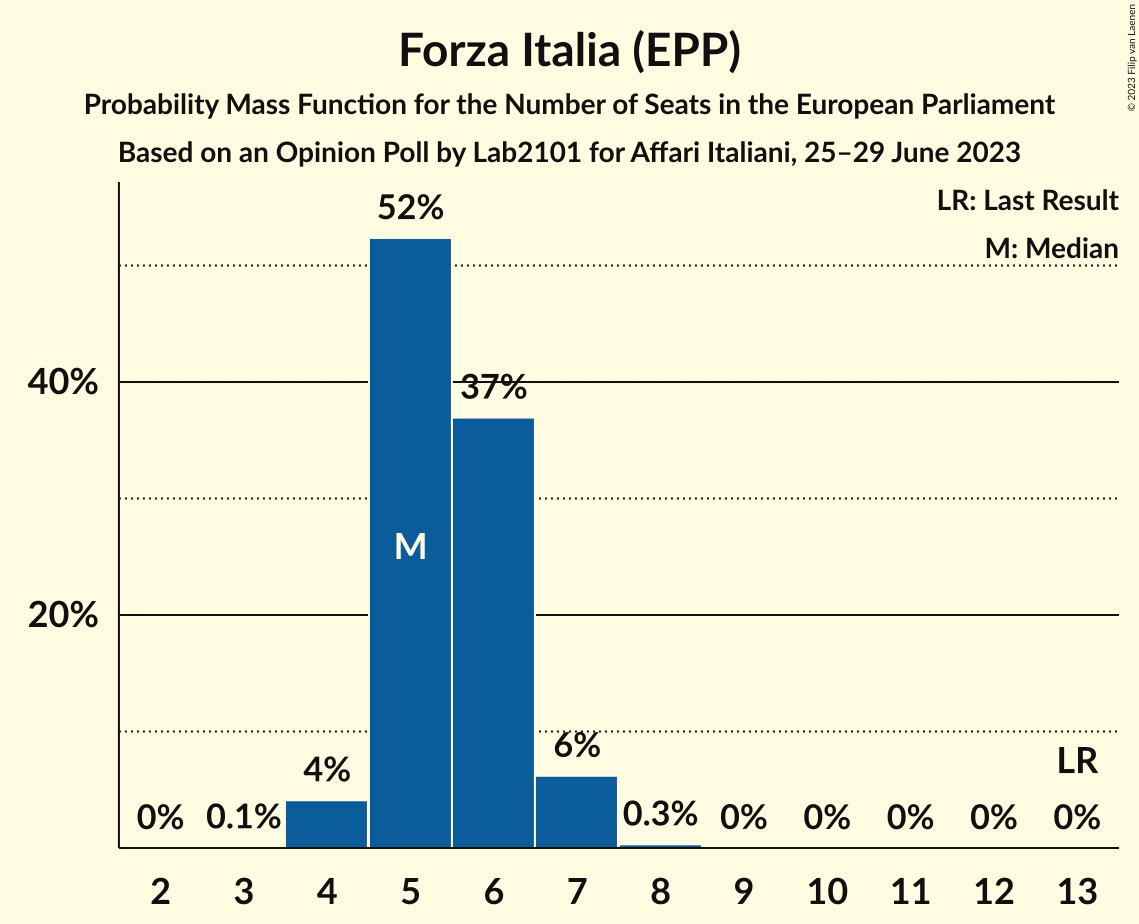 Forza Italia (EPP)
Probability Mass Function for the Number of Seats in the European Parliament
Based on an Opinion Poll by Lab2101 for Affari Italiani, 25–29 June 2023
© 2023 Filip van Laenen
LR: Last Result
M: Median
52%
40%
37%
M
20%
6%
4%
LR
0% 0.1% 0.3% 0% 0% 0% 0% 0%
2 3 4 5 6 7 8 9 10 11 12 13